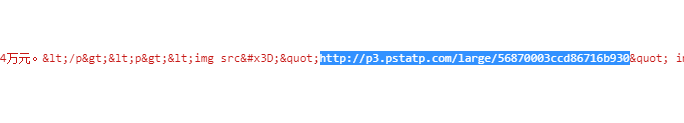 4万元。&lt;/p&gt;&lt;p&gt;&lt;img src&#x3D;&quot;http://p3.pstatp.com/large/56870003ccd86716b930&quot; i